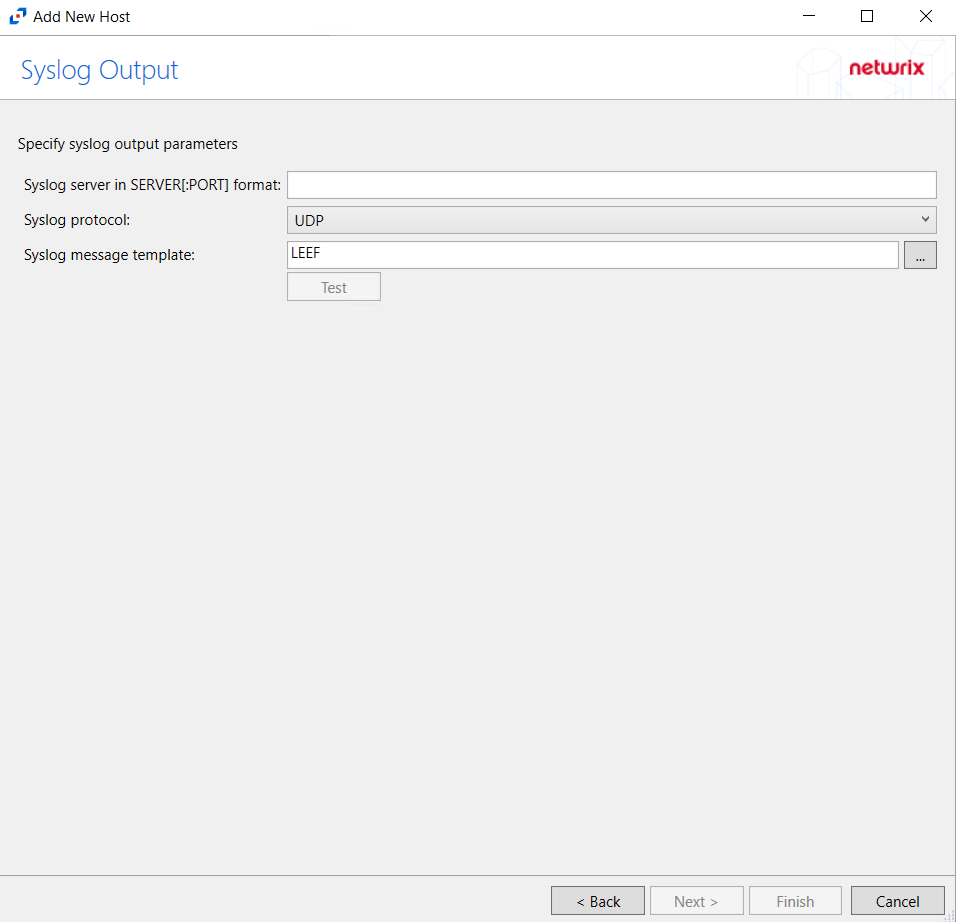 Add New Host
Syslog Output
netwrix
Specify syslog output parameters
Syslog server in SERVER[:PORT] format:
Syslog protocol: UDP
Syslog message template: LEEF ...
Test
< Back Next > Finish Cancel